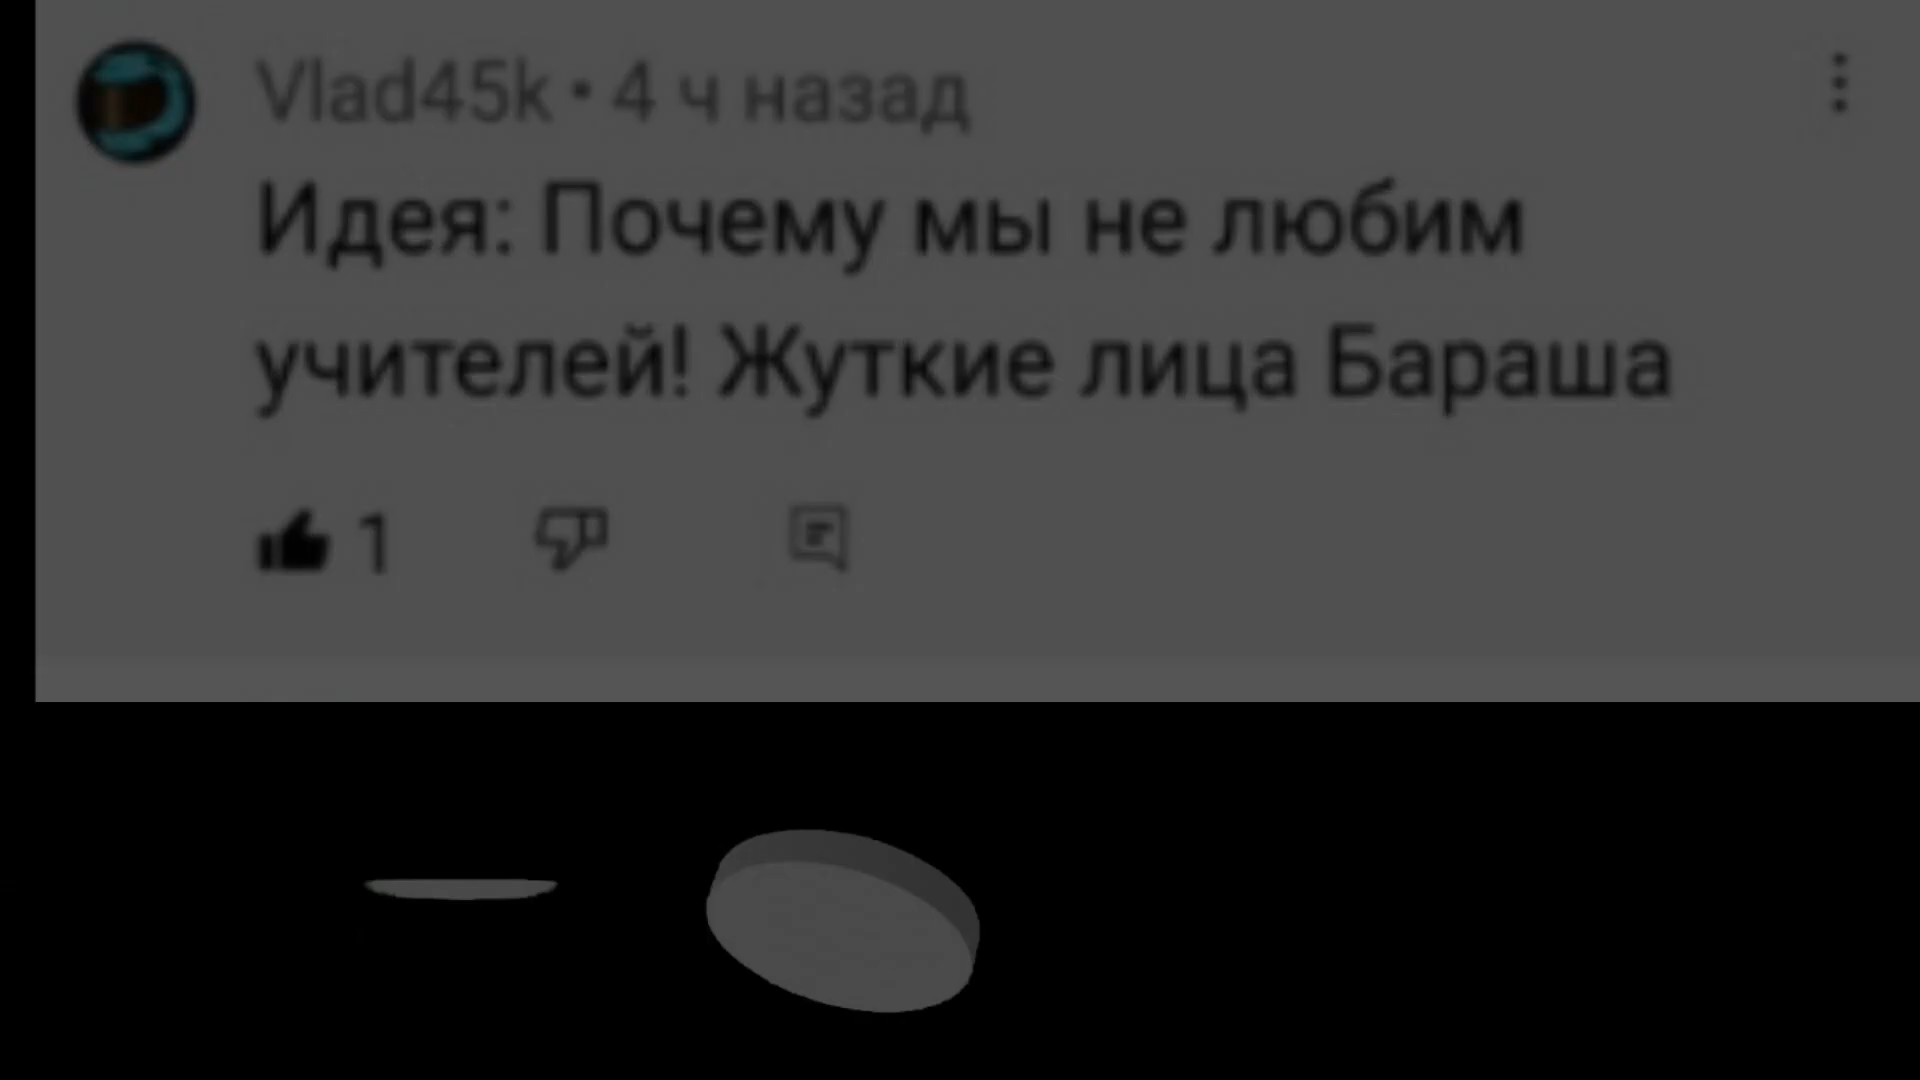 Vlad45k • 4 ч назад
Идея: Почему мы не любим
учителей! Жуткие лица Бараша
1